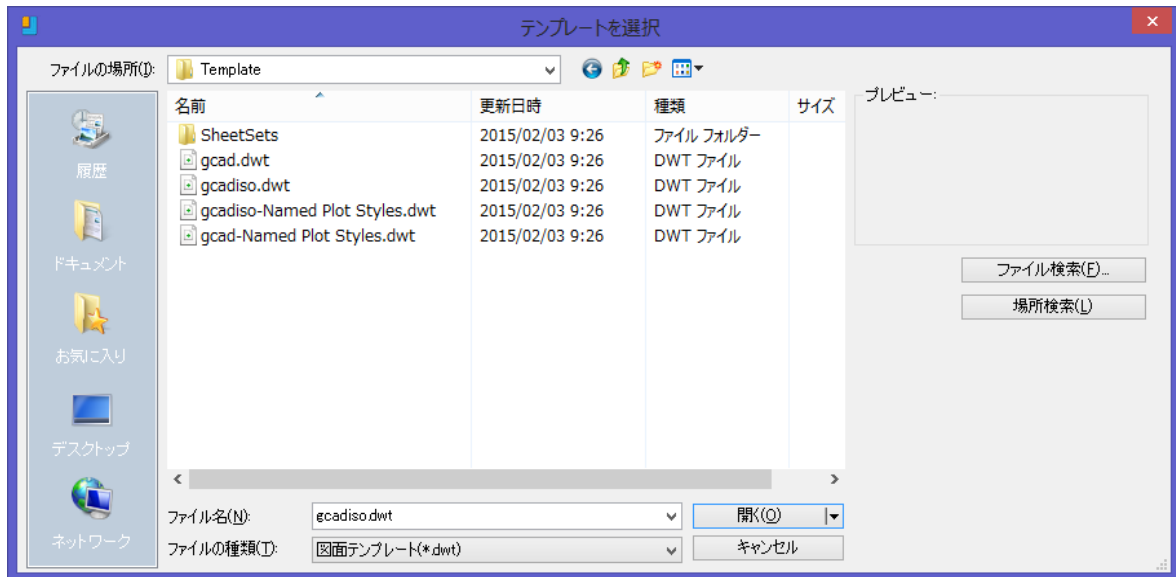 テンプレートを選択
ファイルの場所(I): Template
名前 更新日時 種類 サイズ
SheetSets 2015/02/03 9:26 ファイル フォルダー
gcad.dwt 2015/02/03 9:26 DWT ファイル
gcadiso.dwt 2015/02/03 9:26 DWT ファイル
gcadiso-Named Plot Styles.dwt 2015/02/03 9:26 DWT ファイル
gcad-Named Plot Styles.dwt 2015/02/03 9:26 DWT ファイル
履歴
ドキュメント
お気に入り
デスクトップ
ネットワーク
プレビュー:
ファイル検索(F)...
場所検索(L)
ファイル名(N): gcadiso.dwt 開く(O)
ファイルの種類(T): 図面テンプレート(*.dwt) キャンセル